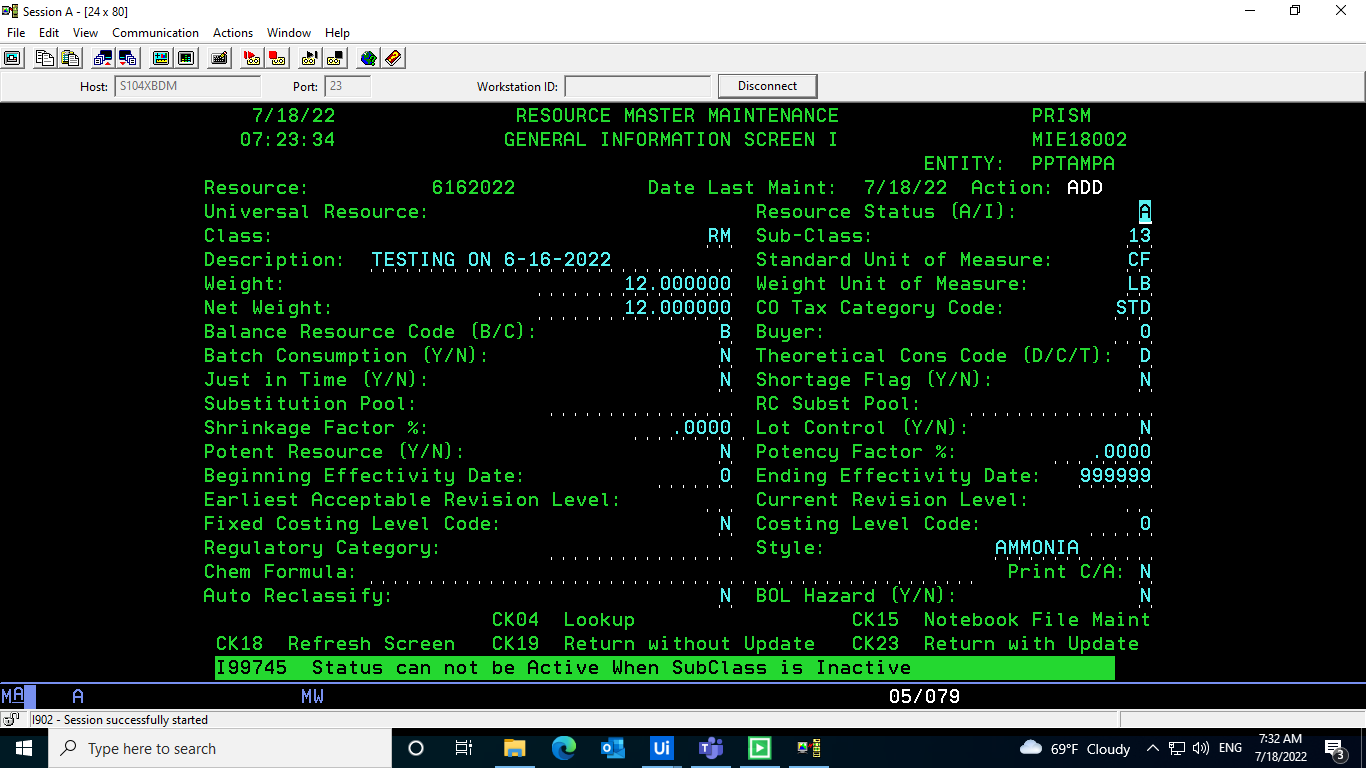 Session A - [24 x 80]
File Edit View Communication Actions Window Help
Host: S104XBDM Port: 23 Workstation ID: Disconnect
7/18/22 RESOURCE MASTER MAINTENANCE PRISM
07:23:34 GENERAL INFORMATION SCREEN I MIE18002
ENTITY: PPTAMPA
Resource: 6162022 Date Last Maint: 7/18/22 Action: ADD
Universal Resource: Resource Status (A/I): A
Class: RM Sub-Class: 13
Description: TESTING ON 6-16-2022 Standard Unit of Measure: CF
Weight: 12.000000 Weight Unit of Measure: LB
Net Weight: 12.000000 CO Tax Category Code: STD
Balance Resource Code (B/C): B Buyer: 0
Batch Consumption (Y/N): N Theoretical Cons Code (D/C/T): D
Just in Time (Y/N): N Shortage Flag (Y/N): N
Substitution Pool: RC Subst Pool:
Shrinkage Factor %: .0000 Lot Control (Y/N): N
Potent Resource (Y/N): N Potency Factor %: .0000
Beginning Effectivity Date: 0 Ending Effectivity Date: 999999
Earliest Acceptable Revision Level: Current Revision Level:
Fixed Costing Level Code: N Costing Level Code: 0
Regulatory Category: Style: AMMONIA
Chem Formula: Print C/A: N
Auto Reclassify: N BOL Hazard (Y/N): N
CK04 Lookup CK15 Notebook File Maint
CK18 Refresh Screen CK19 Return without Update CK23 Return with Update
I99745 Status can not be Active When SubClass is Inactive
MA A MW 05/079
I902 - Session successfully started
Type here to search Ui 69°F Cloudy ENG 7:32 AM
7/18/2022 3